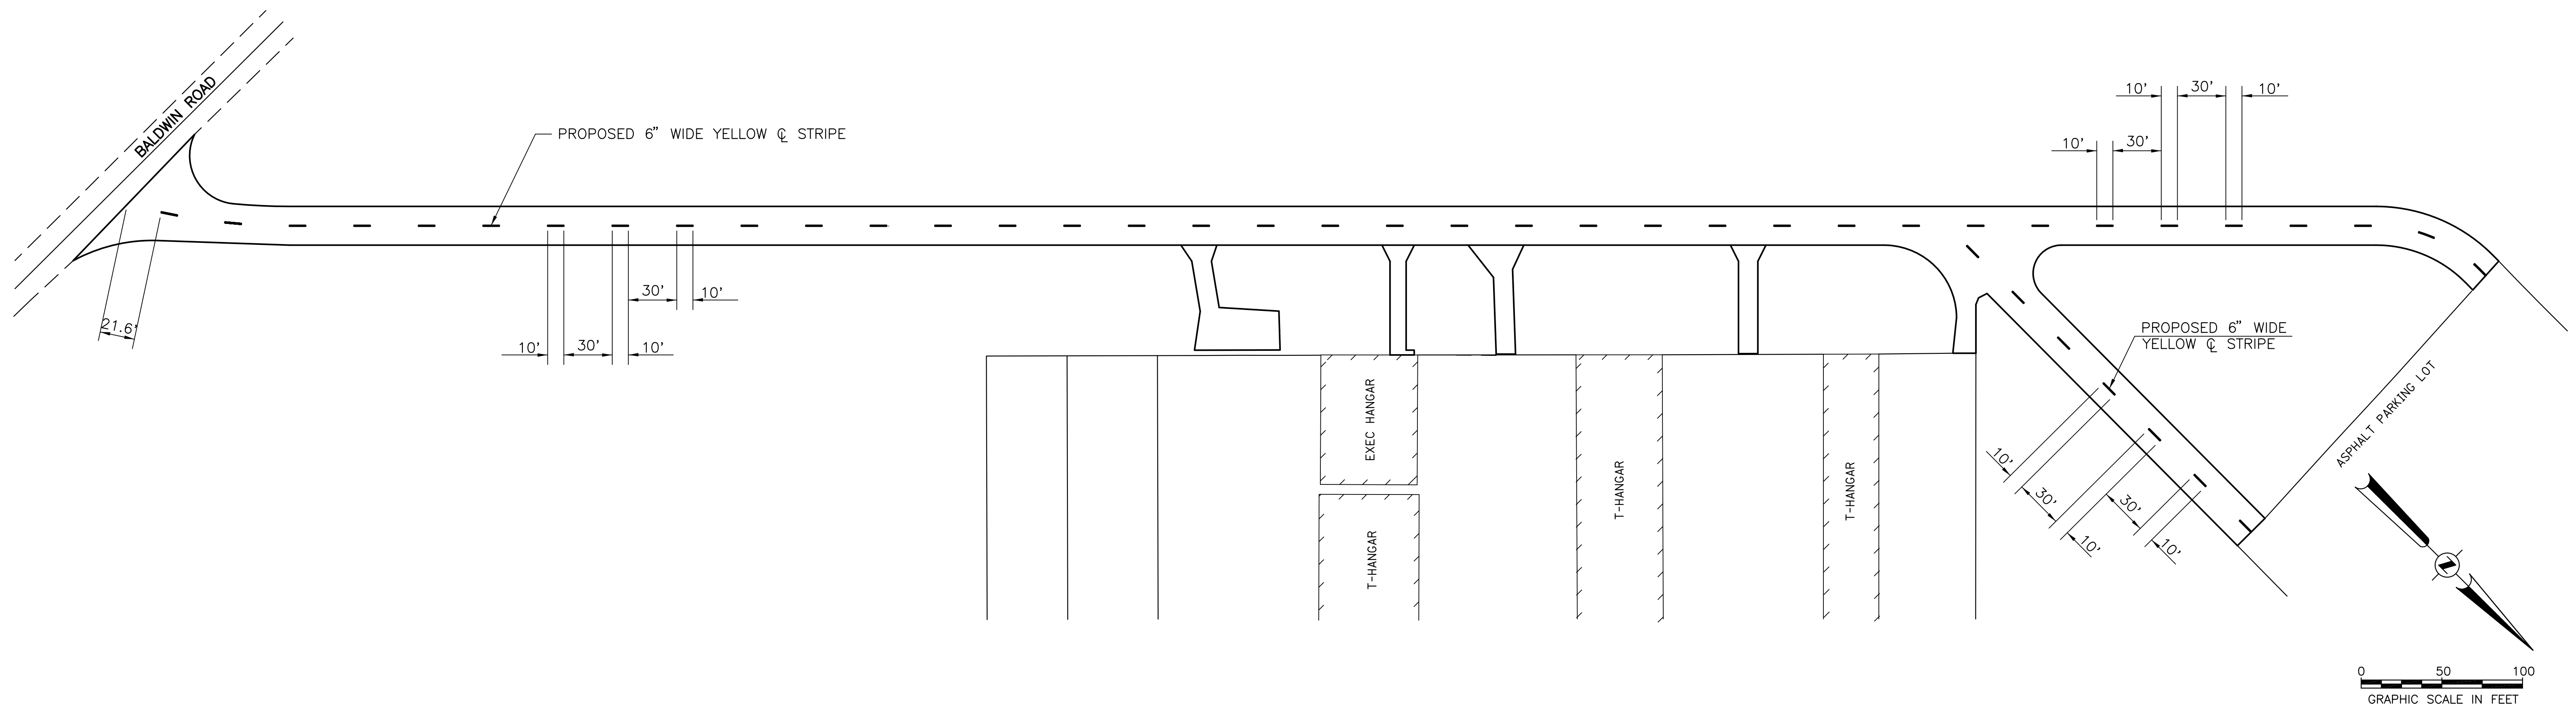 BALDWIN ROAD
PROPOSED 6" WIDE YELLOW ℄ STRIPE
21.6'
30'
10'
10'
30'
10'
10'
30'
10'
10'
30'
PROPOSED 6" WIDE
YELLOW ℄ STRIPE
ASPHALT PARKING LOT
10'
30'
10'
30'
10'
EXEC HANGAR
T-HANGAR
T-HANGAR
T-HANGAR
N
0 50 100
GRAPHIC SCALE IN FEET